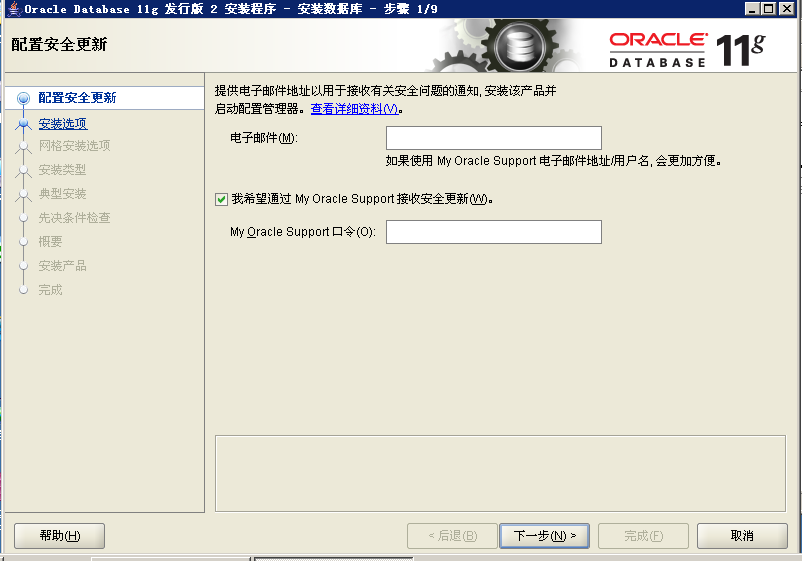 Oracle Database 11g 发行版 2 安装程序 - 安装数据库 - 步骤 1/9
配置安全更新
ORACLE
DATABASE
11g
配置安全更新
安装选项
网格安装选项
安装类型
典型安装
先决条件检查
概要
安装产品
完成
提供电子邮件地址以用于接收有关安全问题的通知, 安装该产品并
启动配置管理器。查看详细资料(V)。
电子邮件(M):
如果使用 My Oracle Support 电子邮件地址/用户名, 会更加方便。
我希望通过 My Oracle Support 接收安全更新(W)。
My Oracle Support 口令(O):
帮助(H)
< 后退(B)
下一步(N) >
完成(F)
取消